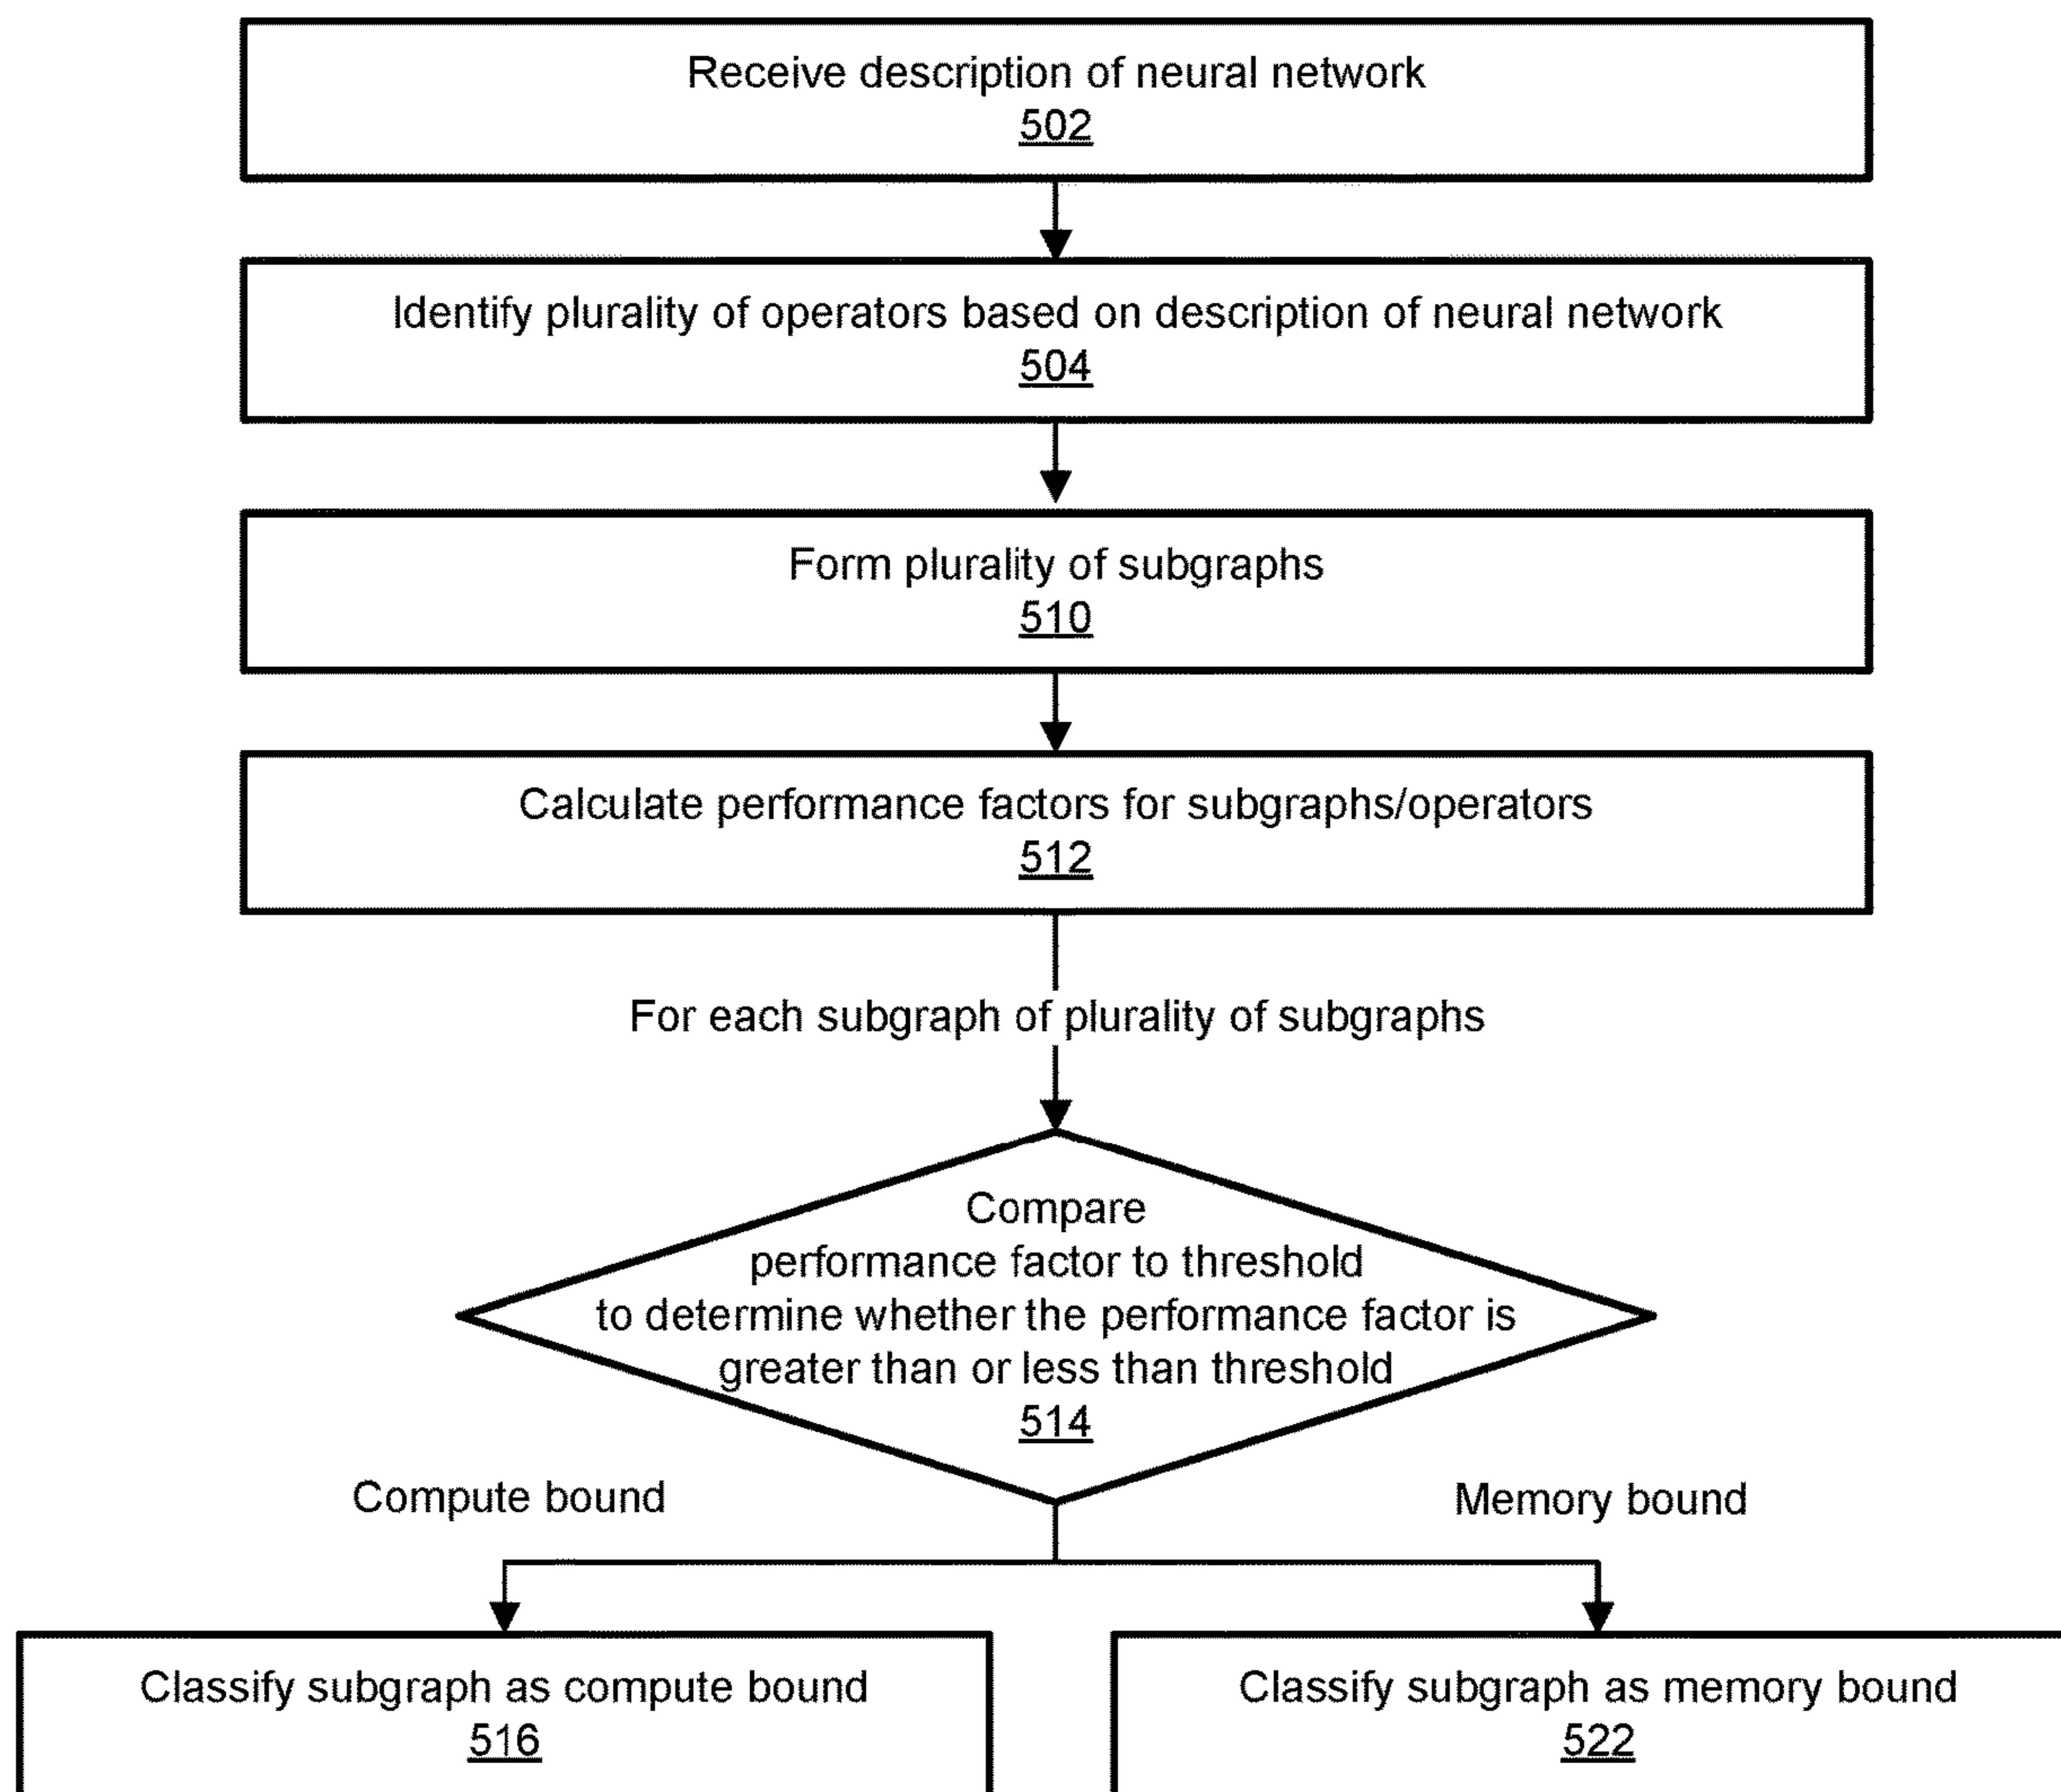 Receive description of neural network
502
Identify plurality of operators based on description of neural network
504
Form plurality of subgraphs
510
Calculate performance factors for subgraphs/operators
512
For each subgraph of plurality of subgraphs
Compare
performance factor to threshold
to determine whether the performance factor is
greater than or less than threshold
514
Compute bound
Memory bound
Classify subgraph as compute bound
516
Classify subgraph as memory bound
522